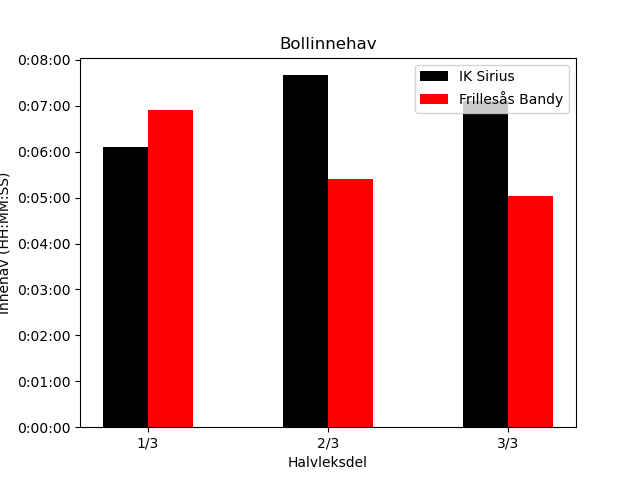 Bollinnehav
IK Sirius
Frillesås Bandy
0:08:00
0:07:00
0:06:00
0:05:00
0:04:00
0:03:00
0:02:00
0:01:00
0:00:00
Innehav (HH:MM:SS)
1/3 2/3 3/3
Halvleksdel